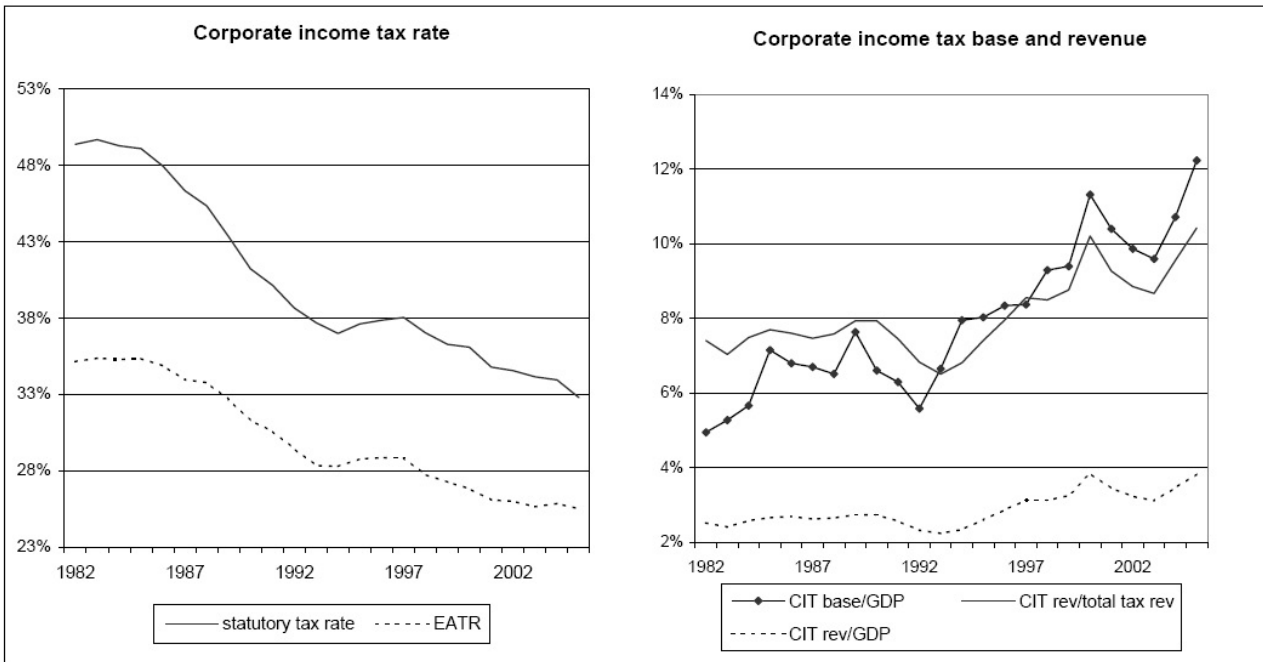 Corporate income tax rate
53%
48%
43%
38%
33%
28%
23%
1982 1987 1992 1997 2002
statutory tax rate EATR
Corporate income tax base and revenue
14%
12%
10%
8%
6%
4%
2%
1982 1987 1992 1997 2002
CIT base/GDP CIT rev/total tax rev
CIT rev/GDP